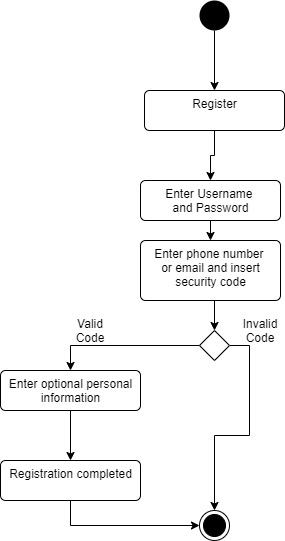 Register
Enter Username
and Password
Enter phone number
or email and insert
security code
Valid
Code
Invalid
Code
Enter optional personal
information
Registration completed